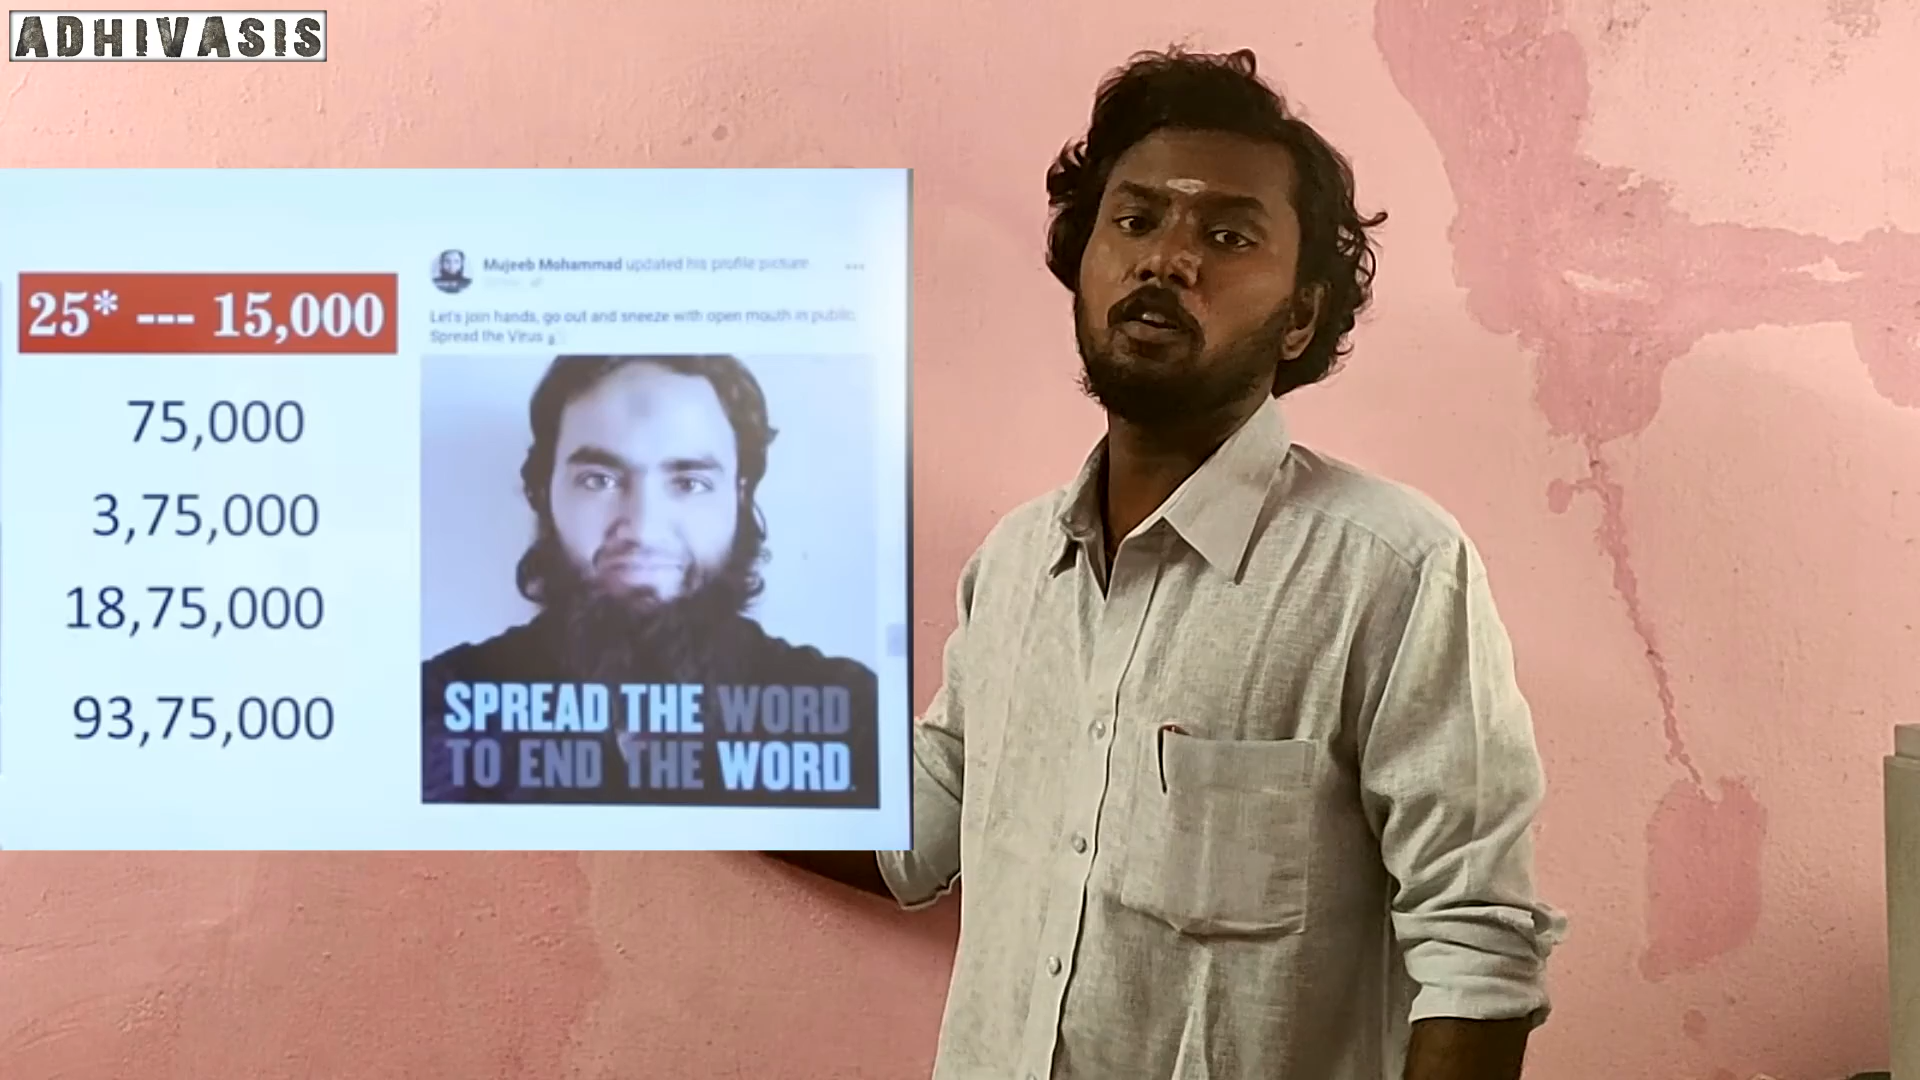 ADHIVASIS
25* --- 15,000
75,000
3,75,000
18,75,000
93,75,000
Mujeeb Mohammad updated his profile picture.
Let's join hands, go out and sneeze with open mouth in public.
Spread the Virus
SPREAD THE WORD
TO END THE WORD.